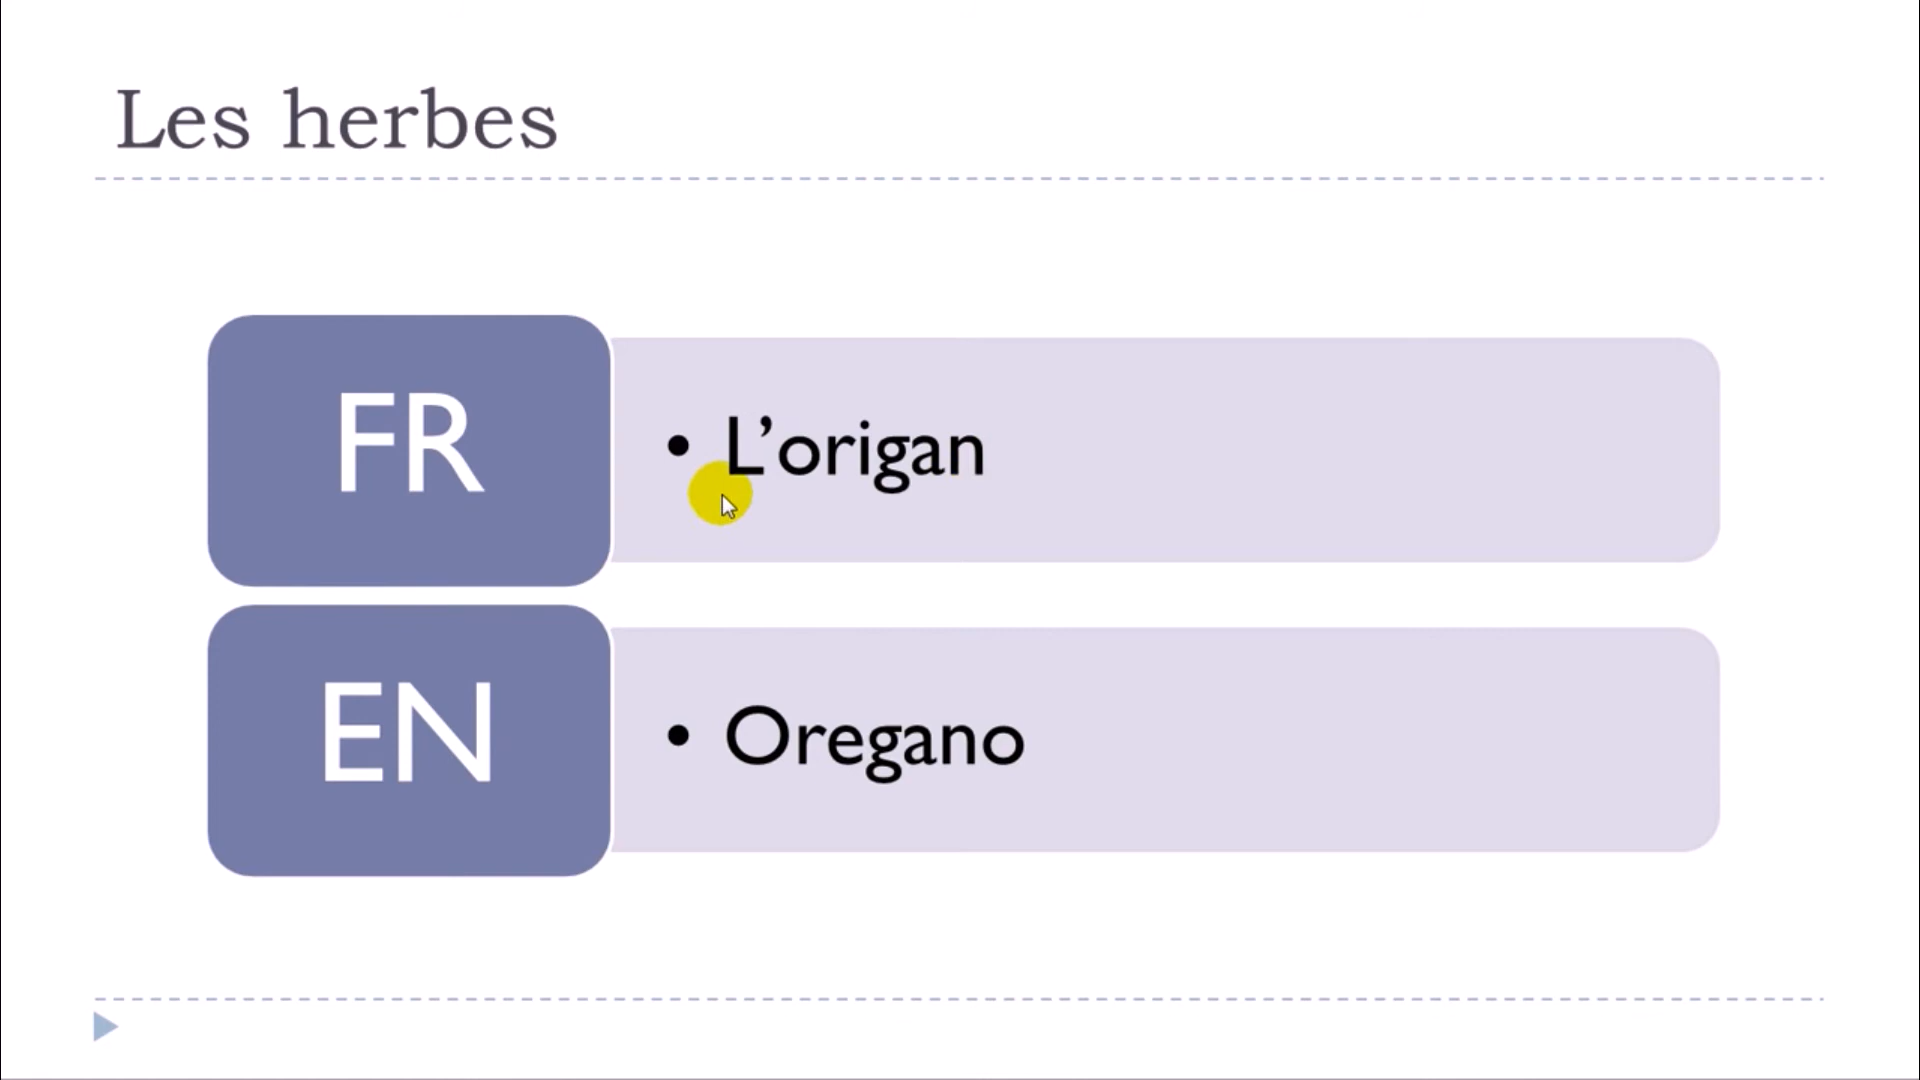 Les herbes
FR
• L’origan
EN
• Oregano